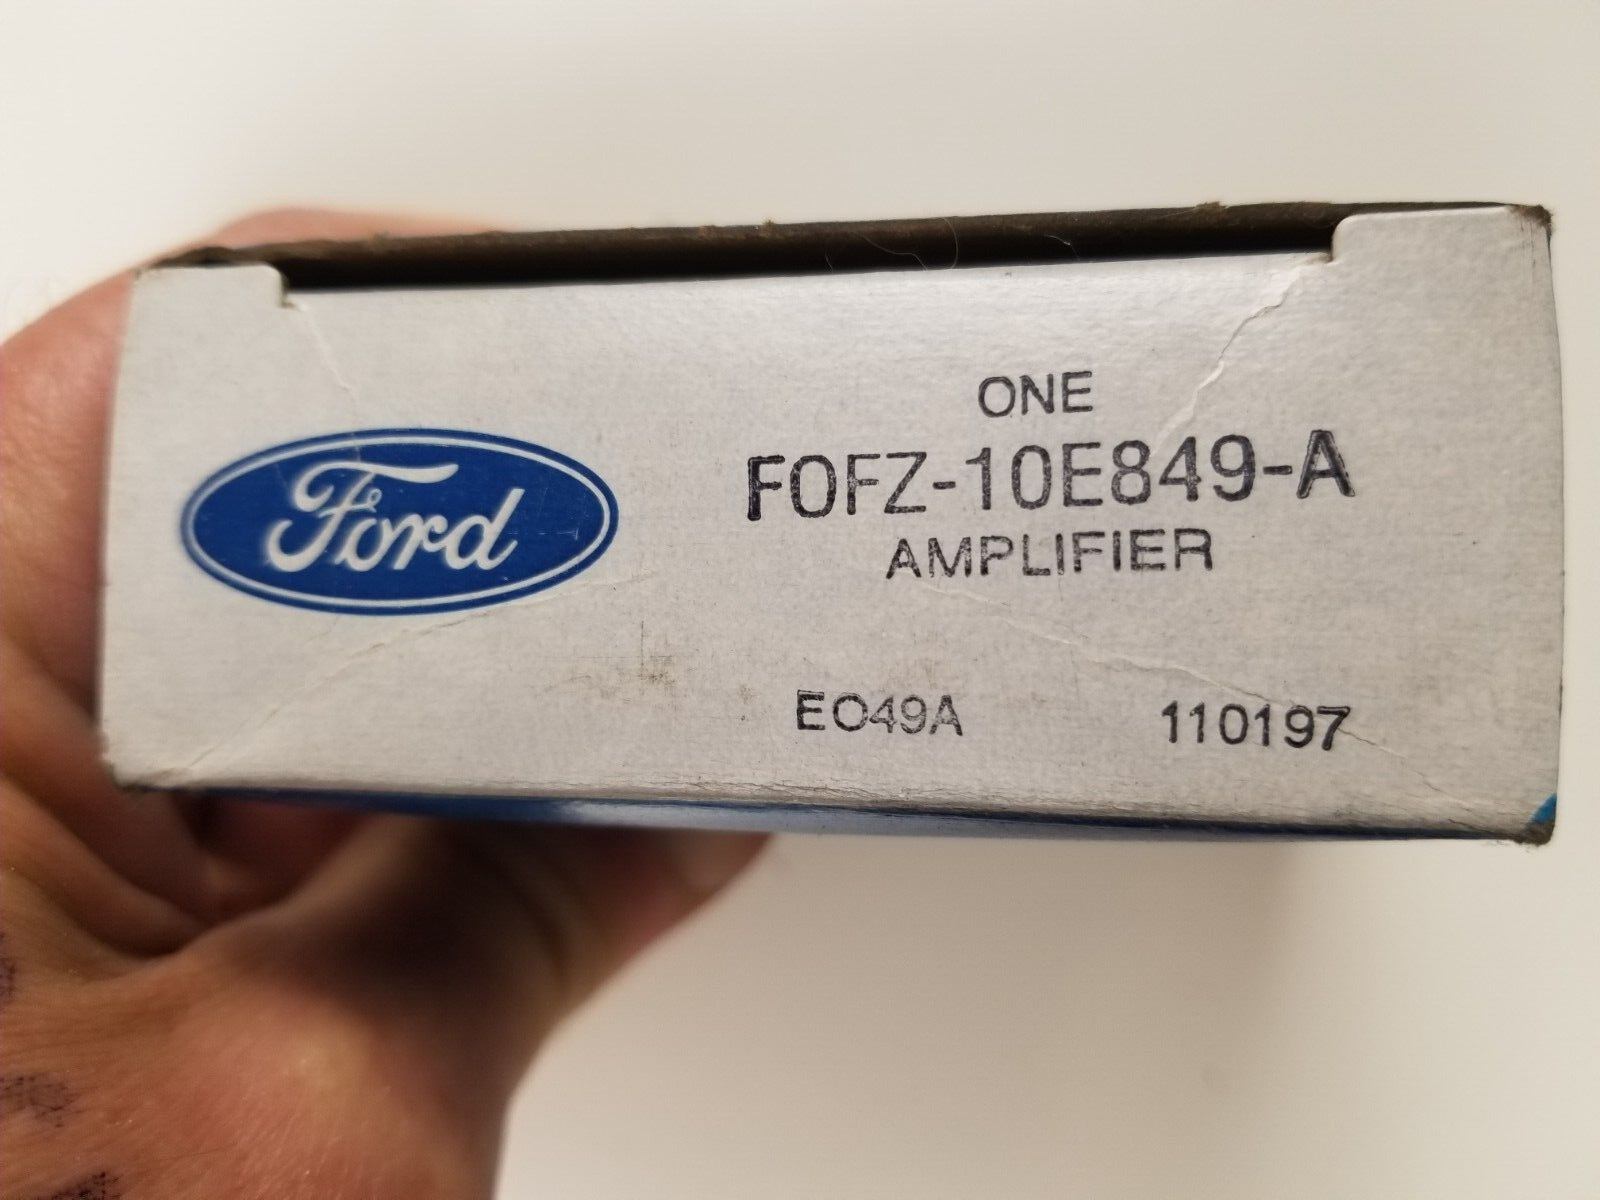 Ford
ONE
F0FZ-10E849-A
AMPLIFIER
EO49A 110197